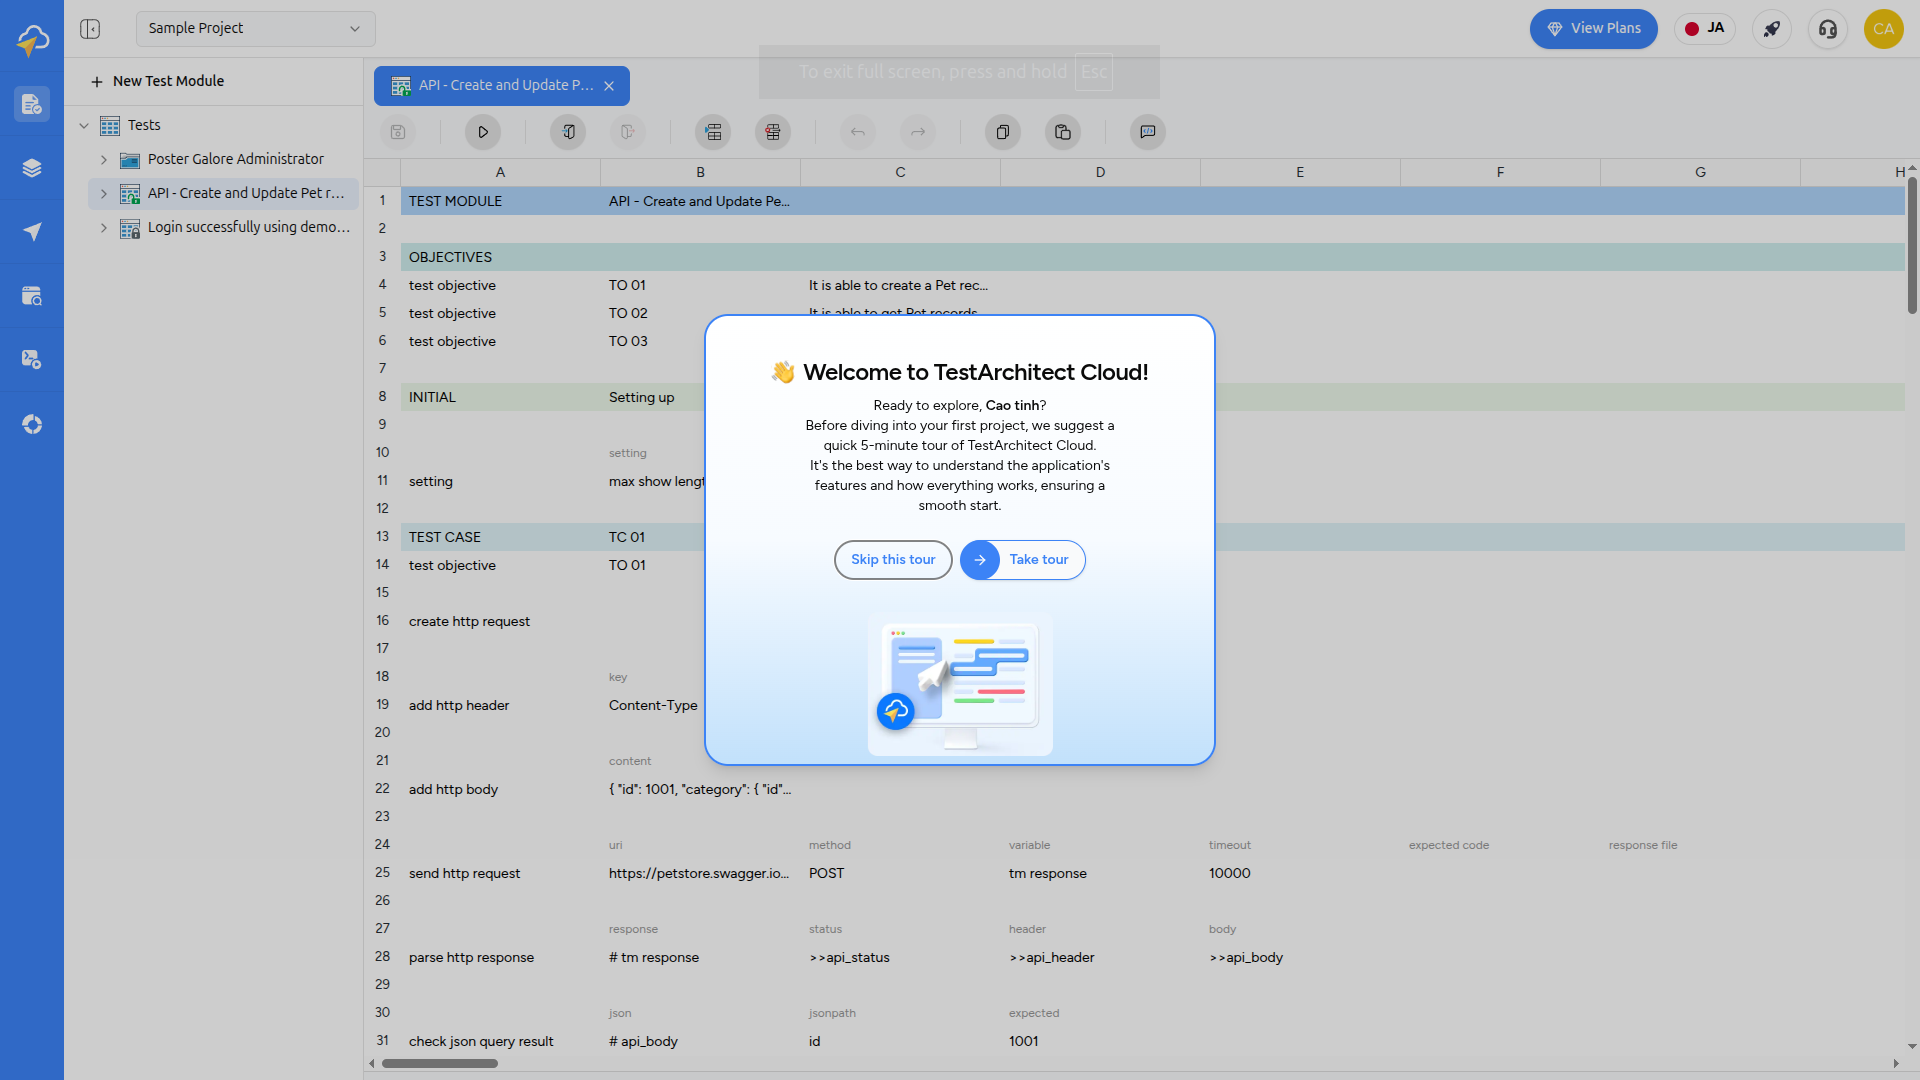 Sample Project
View Plans
JA
CA
To exit full screen, press and hold Esc
New Test Module
API - Create and Update P...
Tests
Poster Galore Administrator
API - Create and Update Pet r...
Login successfully using demo...
A B C D E F G H
1 TEST MODULE API - Create and Update Pe...
2
3 OBJECTIVES
4 test objective TO 01 It is able to create a Pet rec...
5 test objective TO 02 It is able to get Pet records
6 test objective TO 03
7
8 INITIAL Setting up
9
10 setting
11 setting max show lengt
12
13 TEST CASE TC 01
14 test objective TO 01
15
16 create http request
17
18 key
19 add http header Content-Type
20
21 content
22 add http body { "id": 1001, "category": { "id"...
23
24 uri method variable timeout expected code response file
25 send http request https://petstore.swagger.io... POST tm response 10000
26
27 response status header body
28 parse http response # tm response >>api_status >>api_header >>api_body
29
30 json jsonpath expected
31 check json query result # api_body id 1001
Welcome to TestArchitect Cloud!
Ready to explore, Cao tinh?
Before diving into your first project, we suggest a
quick 5-minute tour of TestArchitect Cloud.
It's the best way to understand the application's
features and how everything works, ensuring a
smooth start.
Skip this tour
Take tour